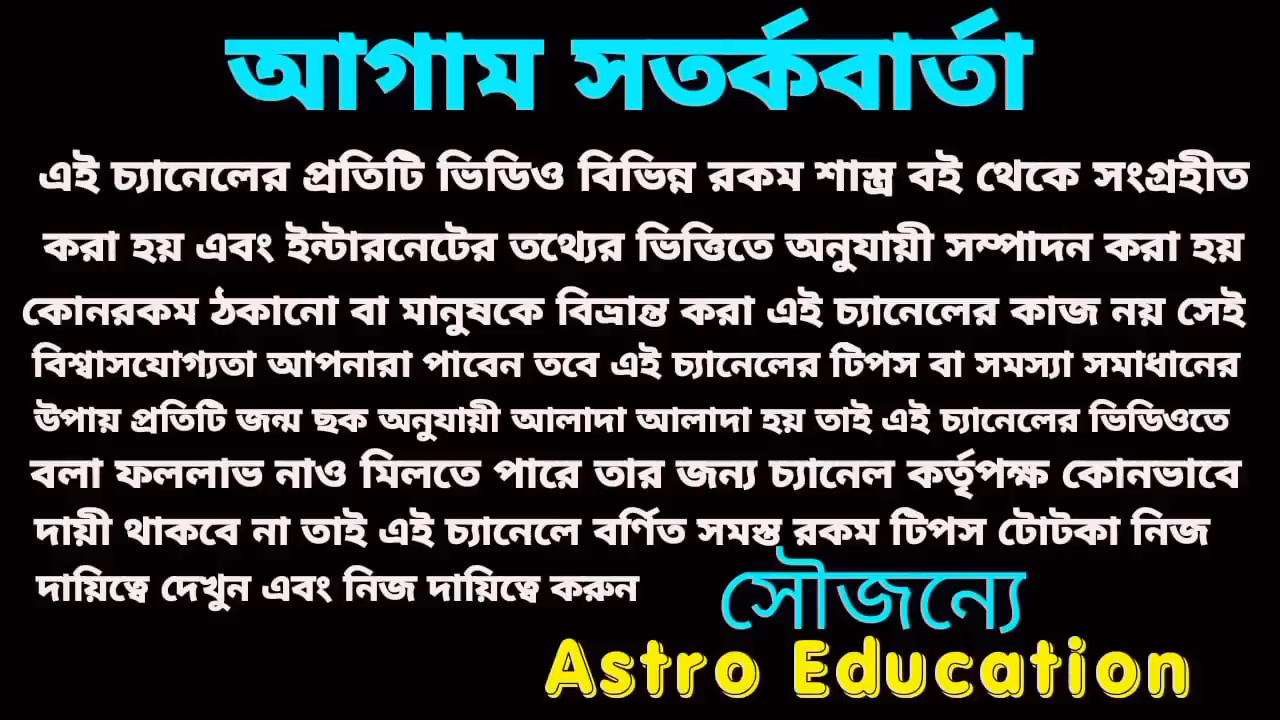 আগাম সতর্কবার্তা
এই চ্যানেলের প্রতিটি ভিডিও বিভিন্ন রকম শাস্ত্র বই থেকে সংগ্রহীত
করা হয় এবং ইন্টারনেটের তথ্যের ভিত্তিতে অনুযায়ী সম্পাদন করা হয়
কোনরকম ঠকানো বা মানুষকে বিভ্রান্ত করা এই চ্যানেলের কাজ নয় সেই
বিশ্বাসযোগ্যতা আপনারা পাবেন তবে এই চ্যানেলের টিপস বা সমস্যা সমাধানের
উপায় প্রতিটি জন্ম ছক অনুযায়ী আলাদা আলাদা হয় তাই এই চ্যানেলের ভিডিওতে
বলা ফললাভ নাও মিলতে পারে তার জন্য চ্যানেল কর্তৃপক্ষ কোনভাবে
দায়ী থাকবে না তাই এই চ্যানেলে বর্ণিত সমস্ত রকম টিপস টোটকা নিজ
দায়িত্বে দেখুন এবং নিজ দায়িত্বে করুন
সৌজন্যে
Astro Education